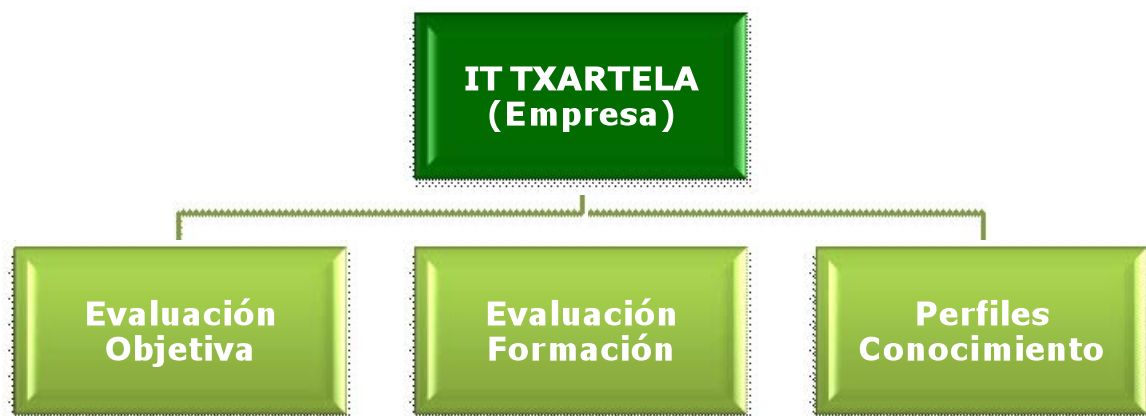 IT TXARTELA
(Empresa)
Evaluación
Objetiva
Evaluación
Formación
Perfiles
Conocimiento